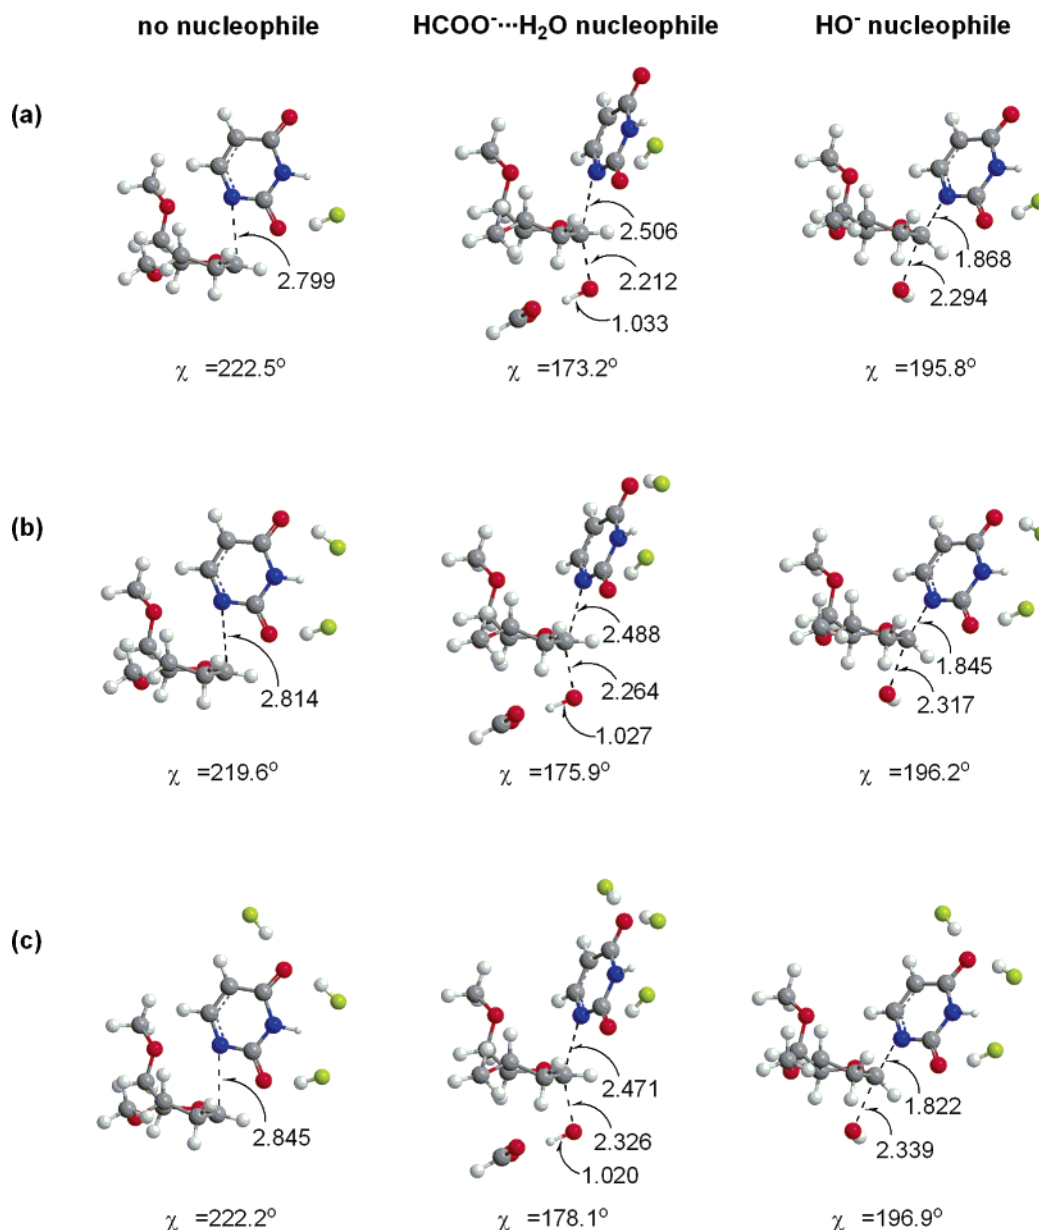 no nucleophile HCOO⁻···H₂O nucleophile HO⁻ nucleophile
(a)
2.799
2.506
2.212
1.033
1.868
2.294
χ =222.5°
χ =173.2°
χ =195.8°
(b)
2.814
2.488
2.264
1.027
1.845
2.317
χ =219.6°
χ =175.9°
χ =196.2°
(c)
2.845
2.471
2.326
1.020
1.822
2.339
χ =222.2°
χ =178.1°
χ =196.9°